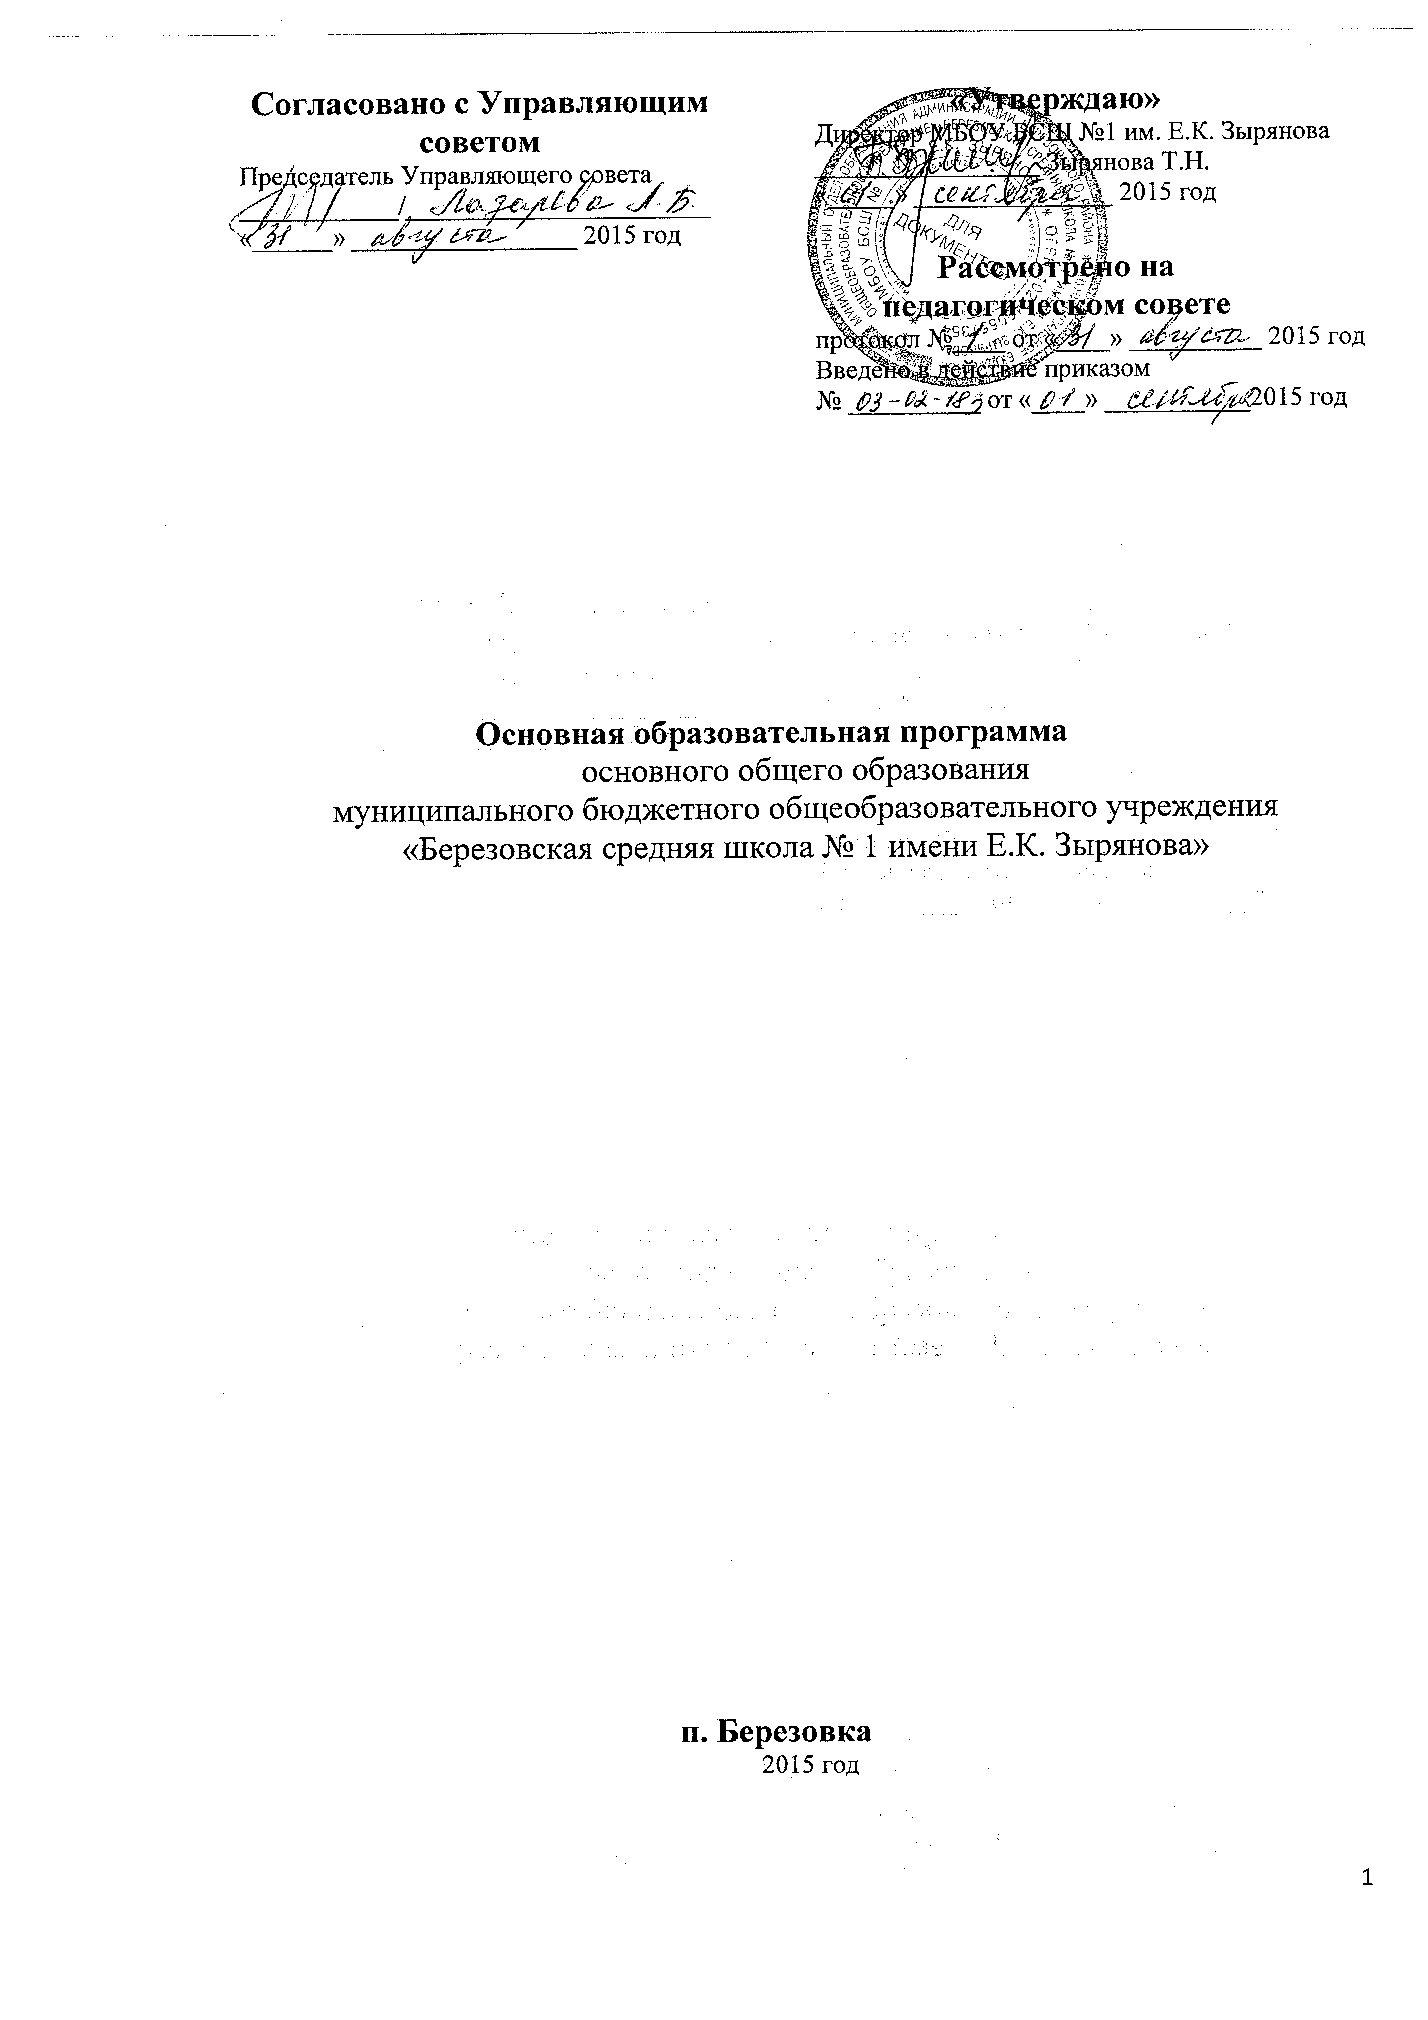 Согласовано с Управляющим
советом
Председатель Управляющего совета
Лазарева Л.Б.
«31» августа 2015 год
«Утверждаю»
Директор МБОУ БСШ №1 им. Е.К. Зырянова
Зырянова Т.Н.
«01» сентября 2015 год
ДЛЯ
ДОКУМЕНТОВ
Рассмотрено на
педагогическом совете
протокол № 1 от «31» августа 2015 год
Введено в действие приказом
№ 03-02-183 от «01» сентября 2015 год
Основная образовательная программа
основного общего образования
муниципального бюджетного общеобразовательного учреждения
«Березовская средняя школа № 1 имени Е.К. Зырянова»
п. Березовка
2015 год
1